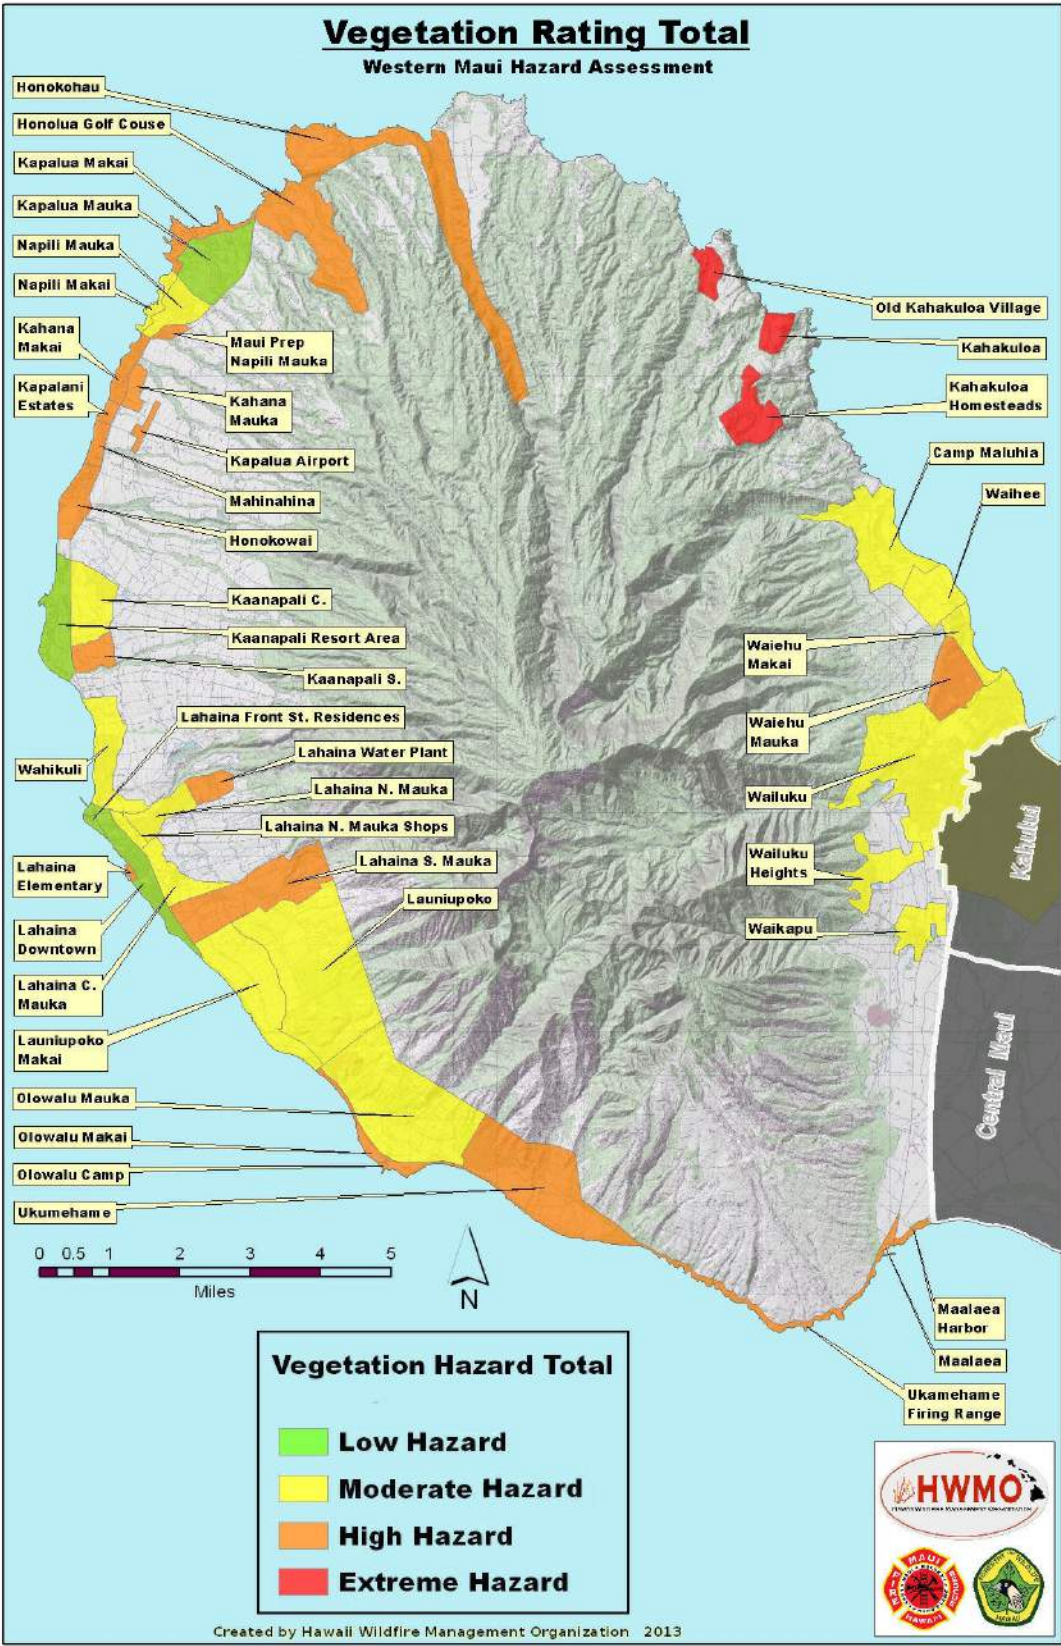 Vegetation Rating Total
Western Maui Hazard Assessment
Honokohau
Honolua Golf Couse
Kapalua Makai
Kapalua Mauka
Napili Mauka
Napili Makai
Kahana
Makai
Kapalani
Estates
Maui Prep
Napili Mauka
Kahana
Mauka
Kapalua Airport
Mahinahina
Honokowai
Kaanapali C.
Kaanapali Resort Area
Kaanapali S.
Lahaina Front St. Residences
Lahaina Water Plant
Wahikuli
Lahaina N. Mauka
Lahaina N. Mauka Shops
Lahaina S. Mauka
Launiupoko
Lahaina
Elementary
Lahaina
Downtown
Lahaina C.
Mauka
Launiupoko
Makai
Olowalu Mauka
Olowalu Makai
Olowalu Camp
Ukumehame
Old Kahakuloa Village
Kahakuloa
Kahakuloa
Homesteads
Camp Maluhia
Waihee
Waiehu
Makai
Waiehu
Mauka
Wailuku
Wailuku
Heights
Waikapu
Kahului
Central Maui
Maalaea
Harbor
Maalaea
Ukamehame
Firing Range
0 0.5 1 2 3 4 5
Miles
N
Vegetation Hazard Total
Low Hazard
Moderate Hazard
High Hazard
Extreme Hazard
HWMO
MAUI
FIRE
HAWAII
Created by Hawaii Wildfire Management Organization 2013